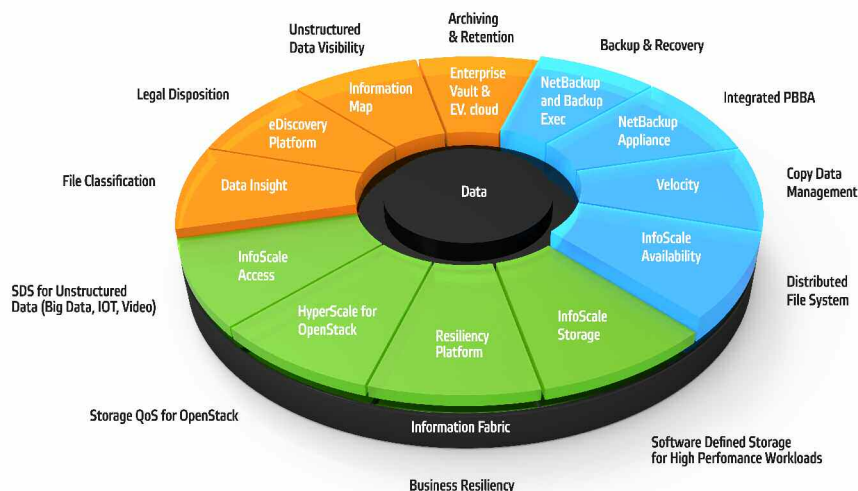 Archiving
& Retention
Unstructured
Data Visibility
Backup & Recovery
Legal Disposition
Integrated PBBA
File Classification
Copy Data
Management
SDS for Unstructured
Data (Big Data, IOT, Video)
Distributed
File System
Storage QoS for OpenStack
Software Defined Storage
for High Perfomance Workloads
Business Resiliency
Enterprise
Vault &
EV. cloud
Information
Map
NetBackup
and Backup
Exec
eDiscovery
Platform
NetBackup
Appliance
Data Insight
Data
Velocity
InfoScale
Availability
InfoScale
Access
HyperScale for
OpenStack
Resiliency
Platform
InfoScale
Storage
Information Fabric